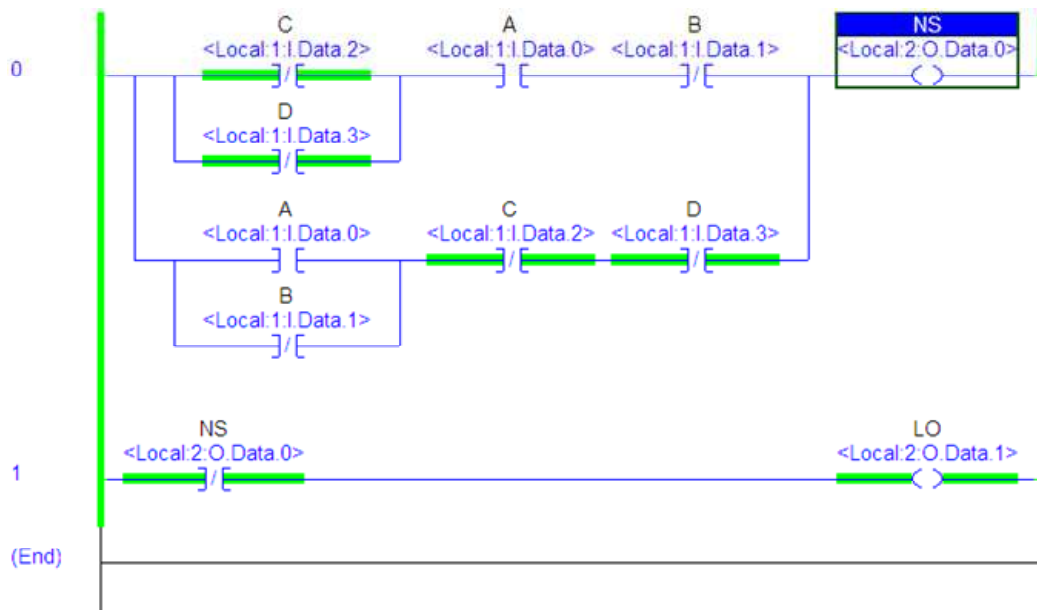 C A B NS
<Local:1:I.Data.2> <Local:1:I.Data.0> <Local:1:I.Data.1> <Local:2:O.Data.0>
0
D
<Local:1:I.Data.3>
A C D
<Local:1:I.Data.0> <Local:1:I.Data.2> <Local:1:I.Data.3>
B
<Local:1:I.Data.1>
NS LO
<Local:2:O.Data.0> <Local:2:O.Data.1>
1
(End)